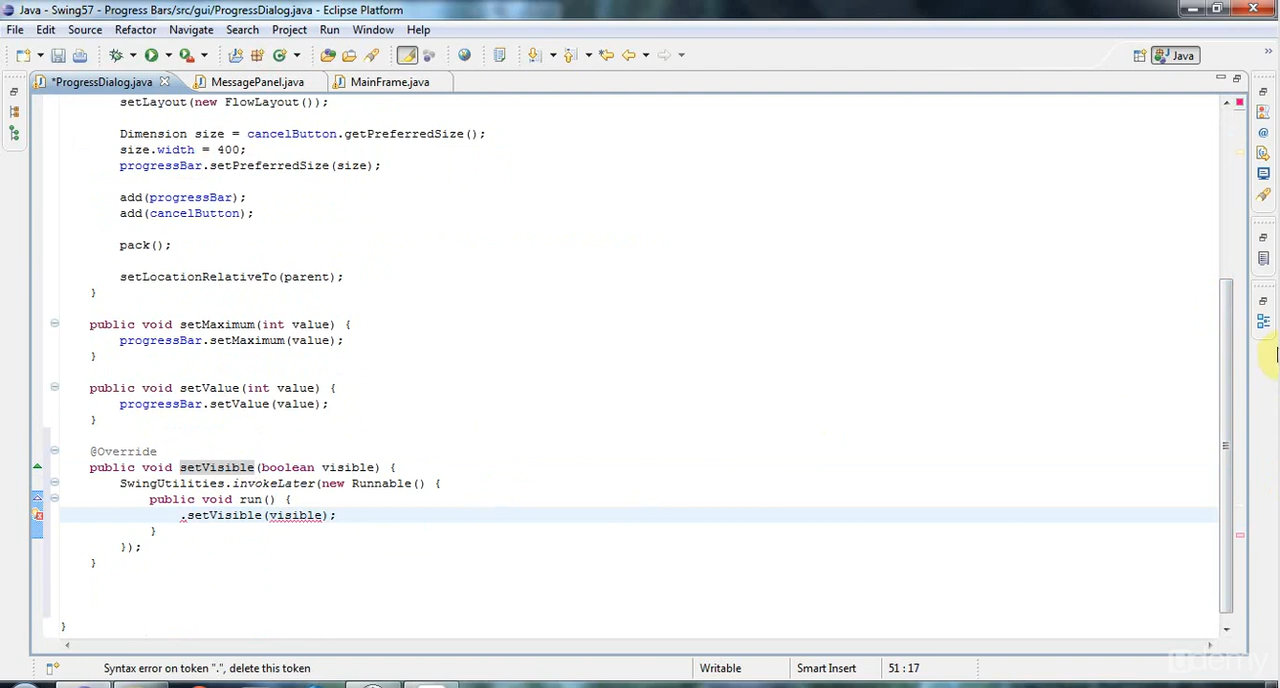 Java - Swing57 - Progress Bars/src/gui/ProgressDialog.java - Eclipse Platform
File Edit Source Refactor Navigate Search Project Run Window Help
Java
*ProgressDialog.java MessagePanel.java MainFrame.java
setLayout(new FlowLayout());
Dimension size = cancelButton.getPreferredSize();
size.width = 400;
progressBar.setPreferredSize(size);
add(progressBar);
add(cancelButton);
pack();
setLocationRelativeTo(parent);
}
public void setMaximum(int value) {
progressBar.setMaximum(value);
}
public void setValue(int value) {
progressBar.setValue(value);
}
@Override
public void setVisible(boolean visible) {
SwingUtilities.invokeLater(new Runnable() {
public void run() {
.setVisible(visible);
}
});
}
}
Syntax error on token ".", delete this token Writable Smart Insert 51 : 17
udemy